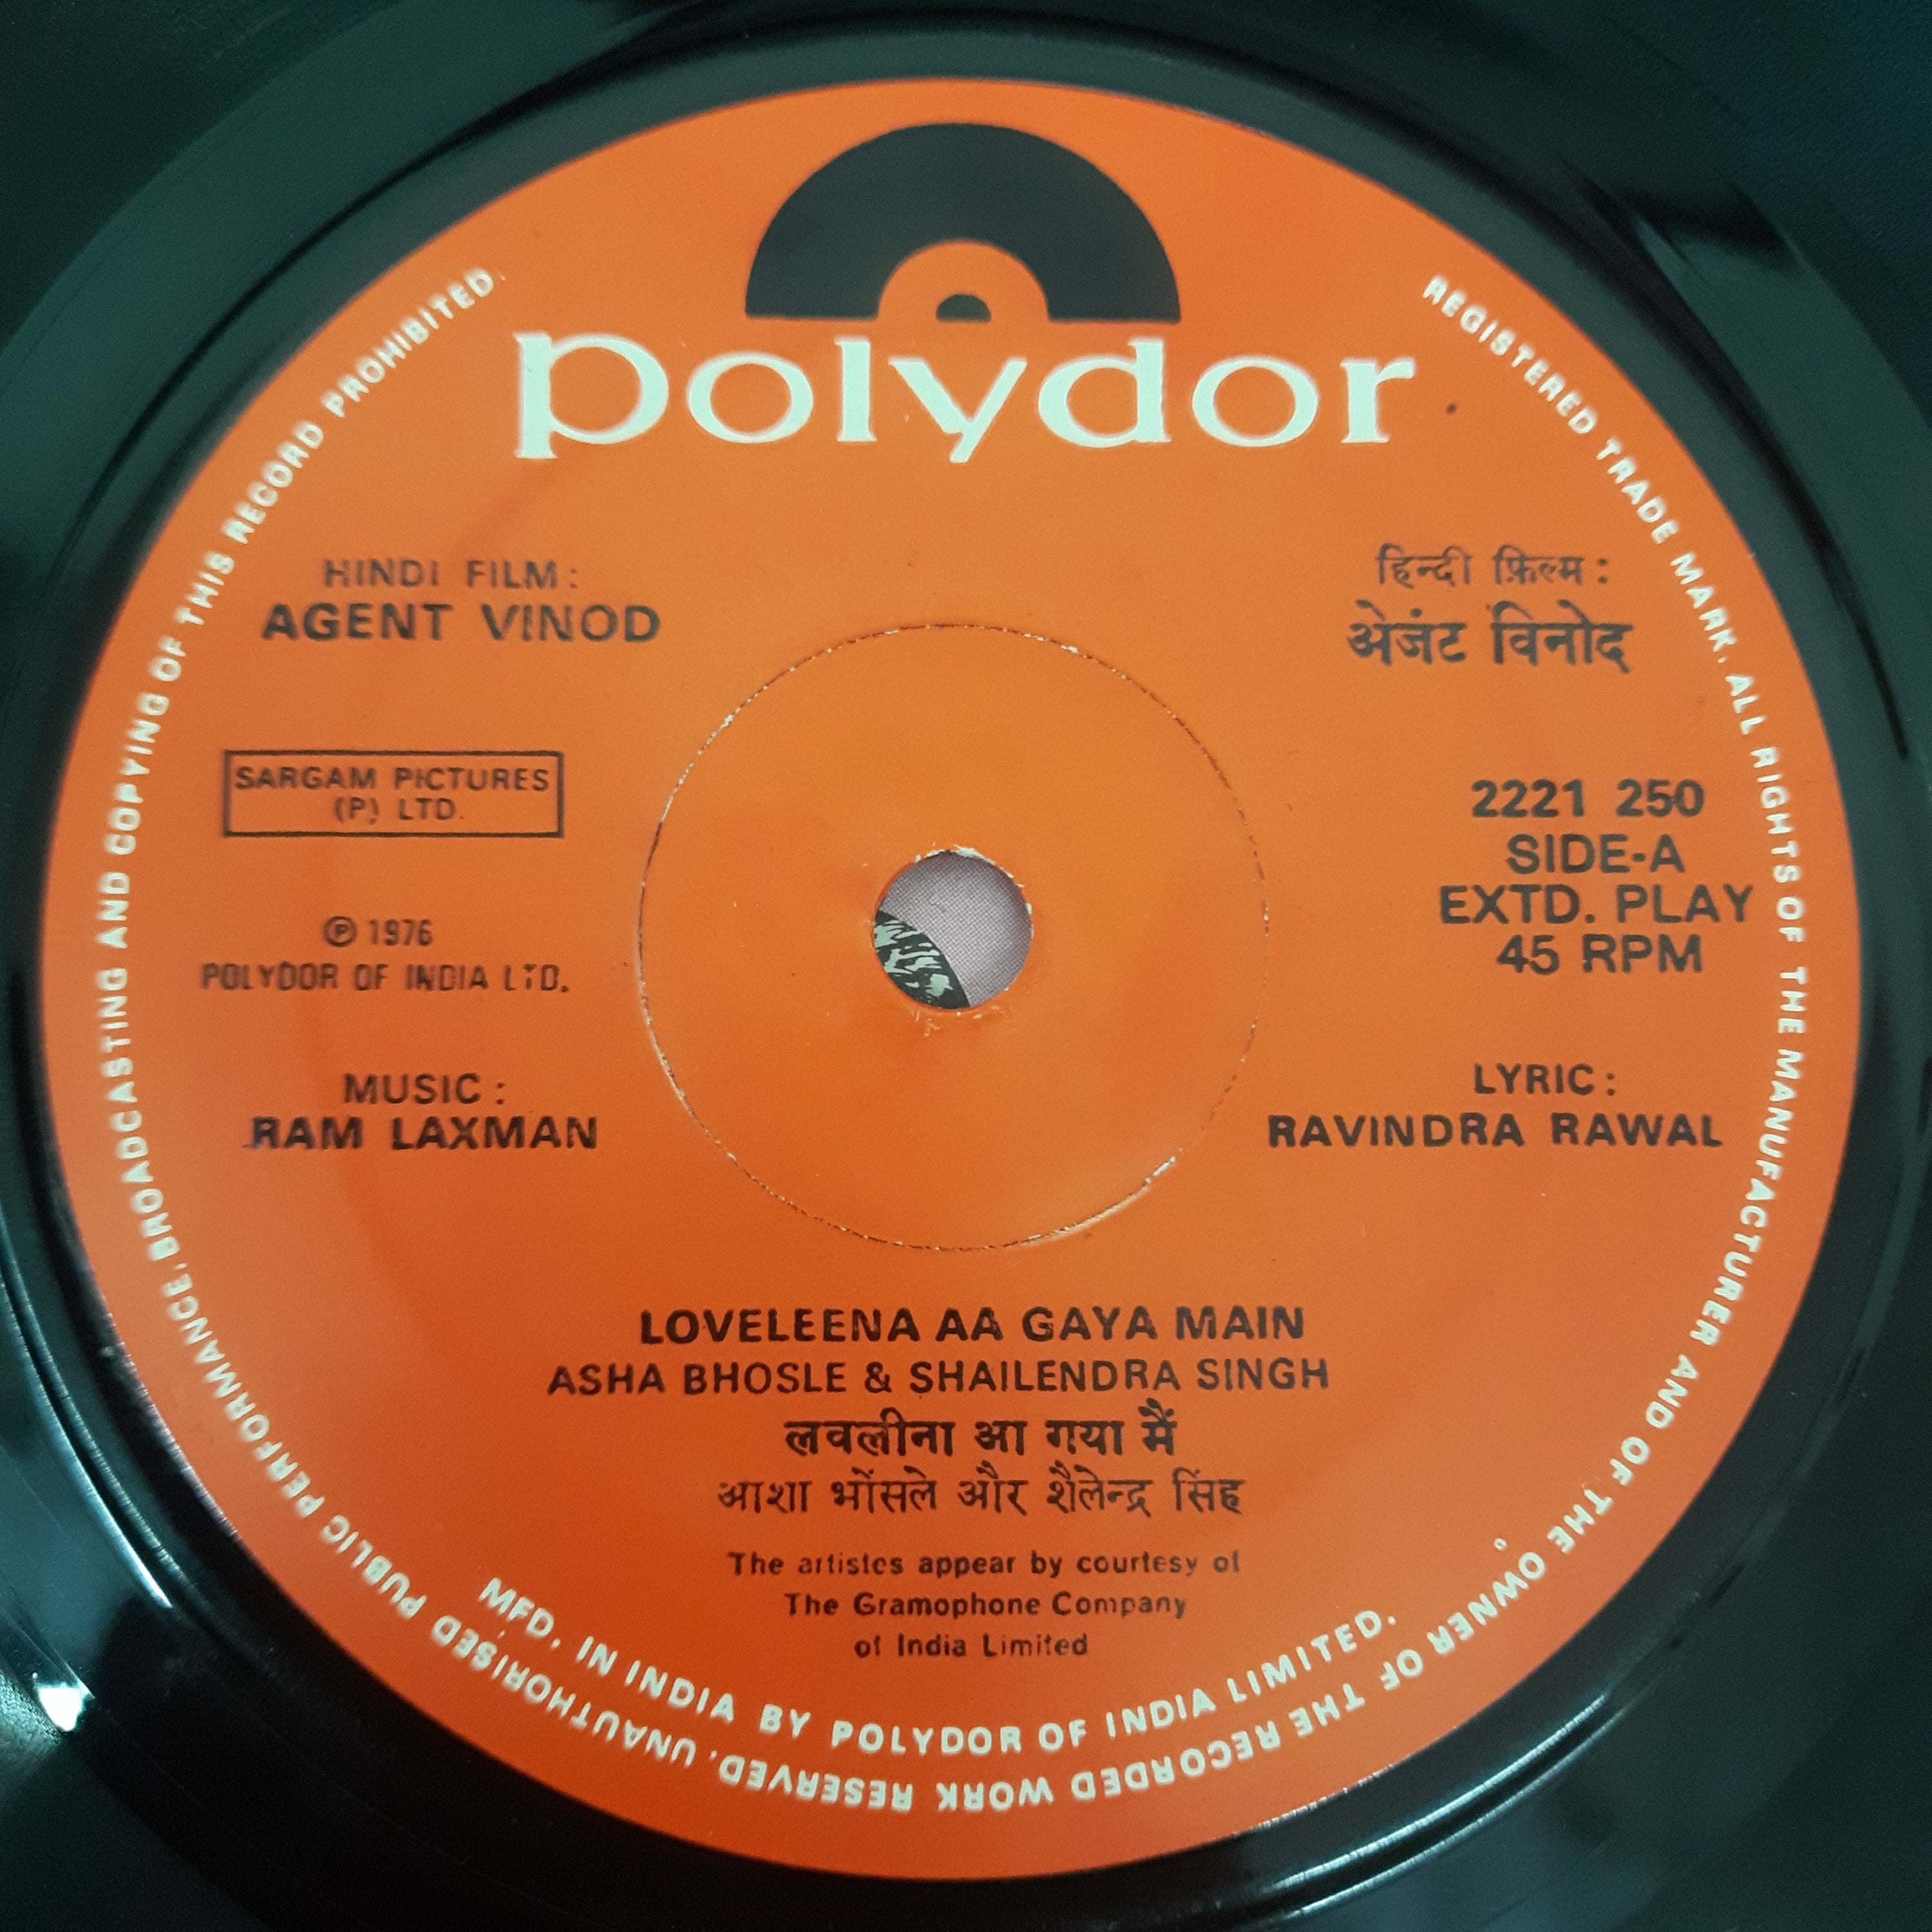 polydor
HINDI FILM:
AGENT VINOD
हिन्दी फ़िल्म :
अेजंट विनोद
SARGAM PICTURES
(P) LTD.
2221 250
SIDE-A
EXTD. PLAY
45 RPM
℗ 1976
POLYDOR OF INDIA LTD.
MUSIC:
RAM LAXMAN
LYRIC:
RAVINDRA RAWAL
LOVELEENA AA GAYA MAIN
ASHA BHOSLE & SHAILENDRA SINGH
लवलीना आ गया मैं
आशा भोंसले और शैलेन्द्र सिंह
The artistes appear by courtesy of
The Gramophone Company
of India Limited
MFD. IN INDIA BY POLYDOR OF INDIA LIMITED.
REGISTERED TRADE MARK. ALL RIGHTS OF THE MANUFACTURER AND OF THE OWNER OF THE RECORDED WORK RESERVED. UNAUTHORISED PUBLIC PERFORMANCE, BROADCASTING AND COPYING OF THIS RECORD PROHIBITED.